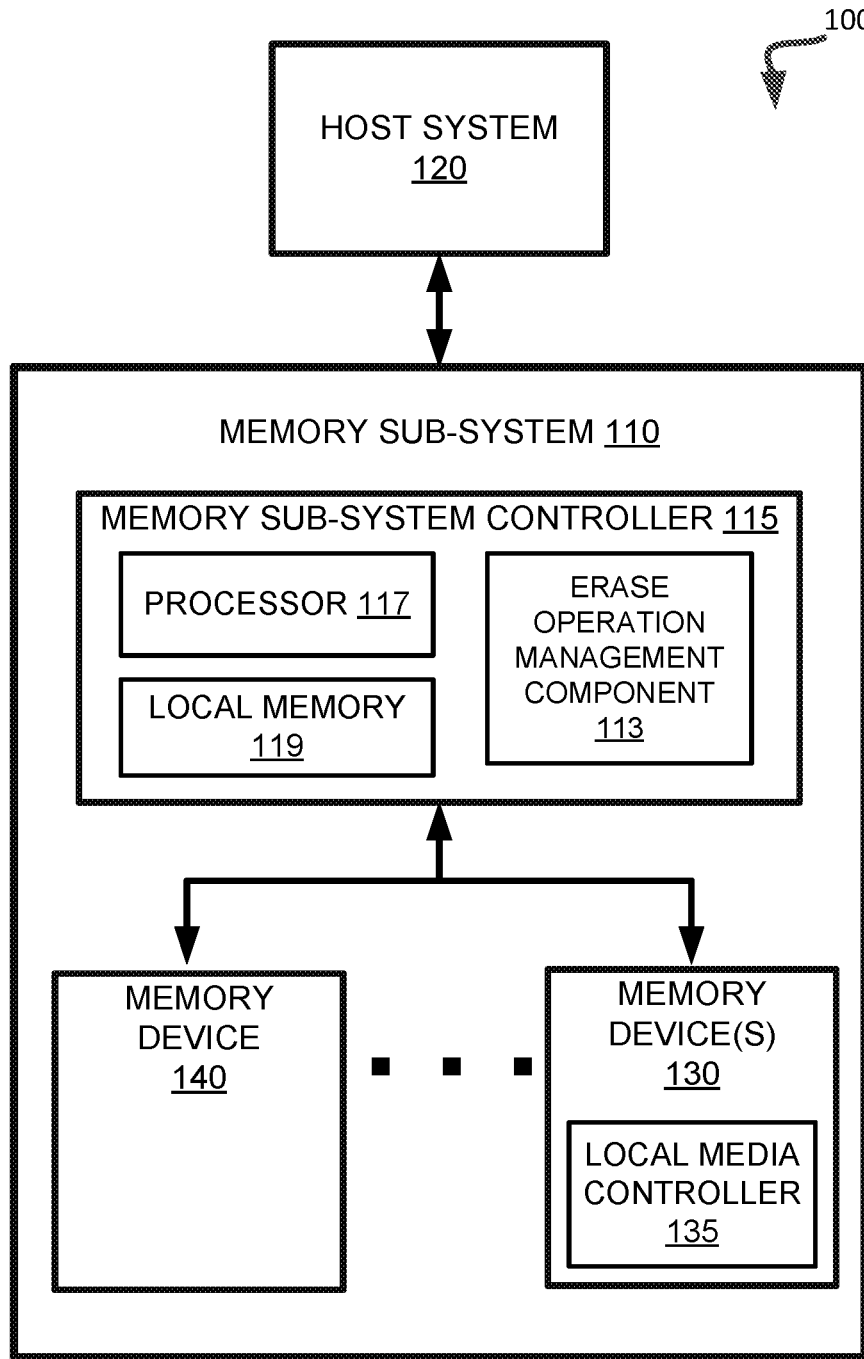 100
HOST SYSTEM
120
MEMORY SUB-SYSTEM 110
MEMORY SUB-SYSTEM CONTROLLER 115
PROCESSOR 117
LOCAL MEMORY
119
ERASE
OPERATION
MANAGEMENT
COMPONENT
113
MEMORY
DEVICE
140
MEMORY
DEVICE(S)
130
LOCAL MEDIA
CONTROLLER
135